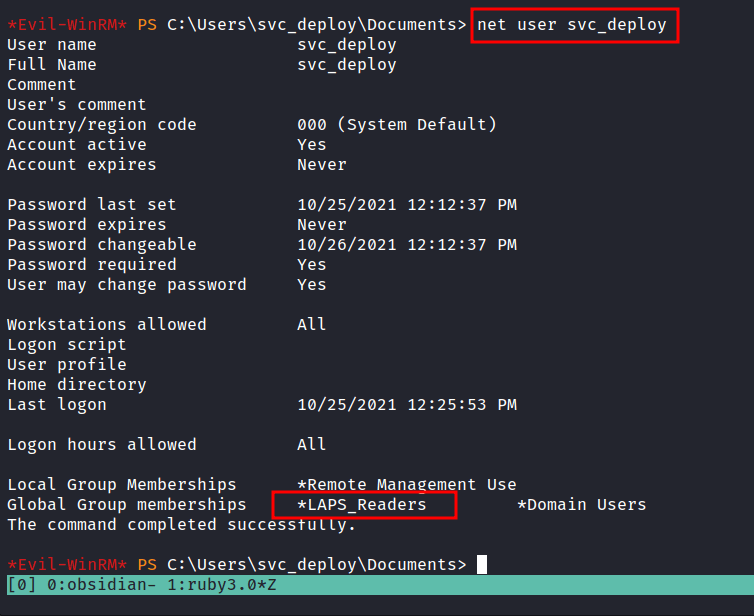 *Evil-WinRM* PS C:\Users\svc_deploy\Documents> net user svc_deploy
User name                    svc_deploy
Full Name                    svc_deploy
Comment
User's comment
Country/region code          000 (System Default)
Account active               Yes
Account expires              Never
Password last set            10/25/2021 12:12:37 PM
Password expires             Never
Password changeable          10/26/2021 12:12:37 PM
Password required            Yes
User may change password     Yes
Workstations allowed         All
Logon script
User profile
Home directory
Last logon                   10/25/2021 12:25:53 PM
Logon hours allowed          All
Local Group Memberships      *Remote Management Use
Global Group memberships     *LAPS_Readers         *Domain Users
The command completed successfully.
*Evil-WinRM* PS C:\Users\svc_deploy\Documents>
[0] 0:obsidian- 1:ruby3.0*Z